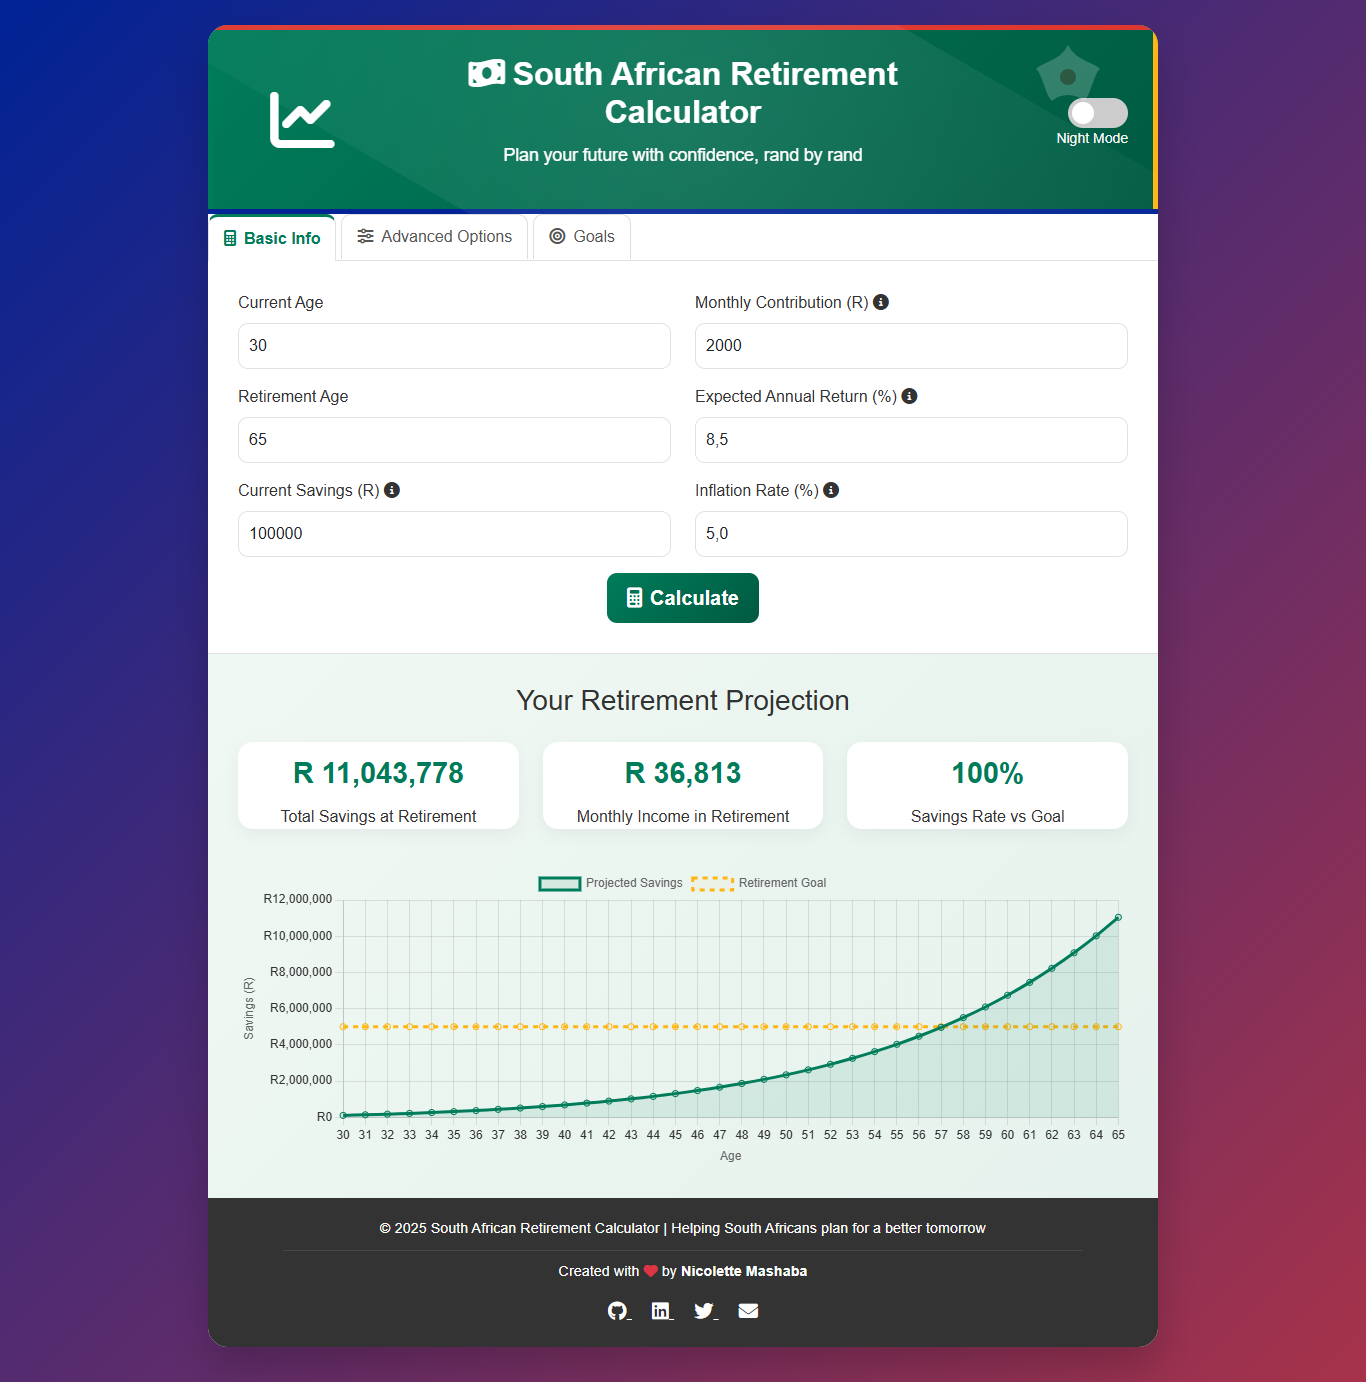 South African Retirement
Calculator
Plan your future with confidence, rand by rand
Night Mode
Basic Info
Advanced Options
Goals
Current Age
Monthly Contribution (R)
30
2000
Retirement Age
Expected Annual Return (%)
65
8,5
Current Savings (R)
Inflation Rate (%)
100000
5,0
Calculate
Your Retirement Projection
R 11,043,778
Total Savings at Retirement
R 36,813
Monthly Income in Retirement
100%
Savings Rate vs Goal
Projected Savings
Retirement Goal
R12,000,000
R10,000,000
R8,000,000
R6,000,000
R4,000,000
R2,000,000
R0
Savings (R)
30 31 32 33 34 35 36 37 38 39 40 41 42 43 44 45 46 47 48 49 50 51 52 53 54 55 56 57 58 59 60 61 62 63 64 65
Age
© 2025 South African Retirement Calculator | Helping South Africans plan for a better tomorrow
Created with ❤ by Nicolette Mashaba